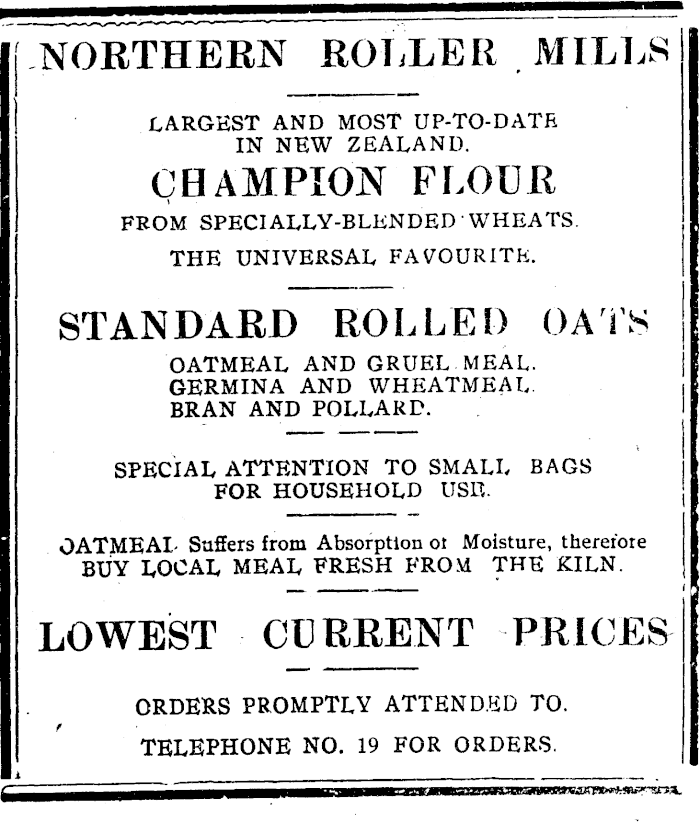 NORTHERN ROLLER MILLS
LARGEST AND MOST UP-TO-DATE
IN NEW ZEALAND.
CHAMPION FLOUR
FROM SPECIALLY-BLENDED WHEATS.
THE UNIVERSAL FAVOURITE.
STANDARD ROLLED OATS
OATMEAL AND GRUEL MEAL.
GERMINA AND WHEATMEAL.
BRAN AND POLLARD.
SPECIAL ATTENTION TO SMALL BAGS
FOR HOUSEHOLD USE.
OATMEAL Suffers from Absorption of Moisture, therefore
BUY LOCAL MEAL FRESH FROM THE KILN.
LOWEST CURRENT PRICES
ORDERS PROMPTLY ATTENDED TO.
TELEPHONE NO. 19 FOR ORDERS.